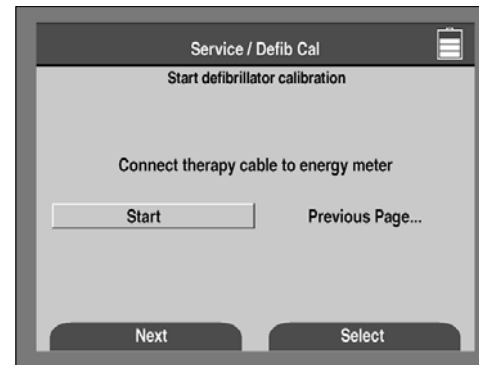 Service / Defib Cal
Start defibrillator calibration
Connect therapy cable to energy meter
Start
Previous Page...
Next
Select